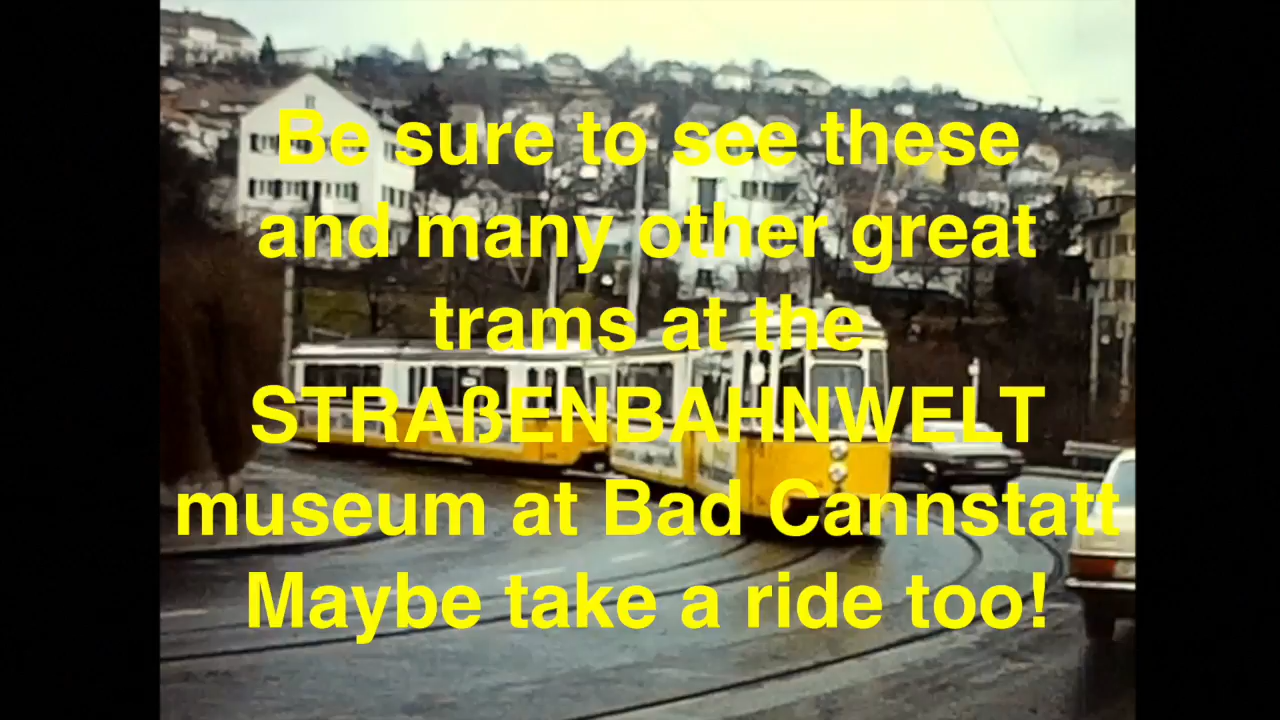 Be sure to see these
and many other great
trams at the
STRAßENBAHNWELT
museum at Bad Cannstatt
Maybe take a ride too!